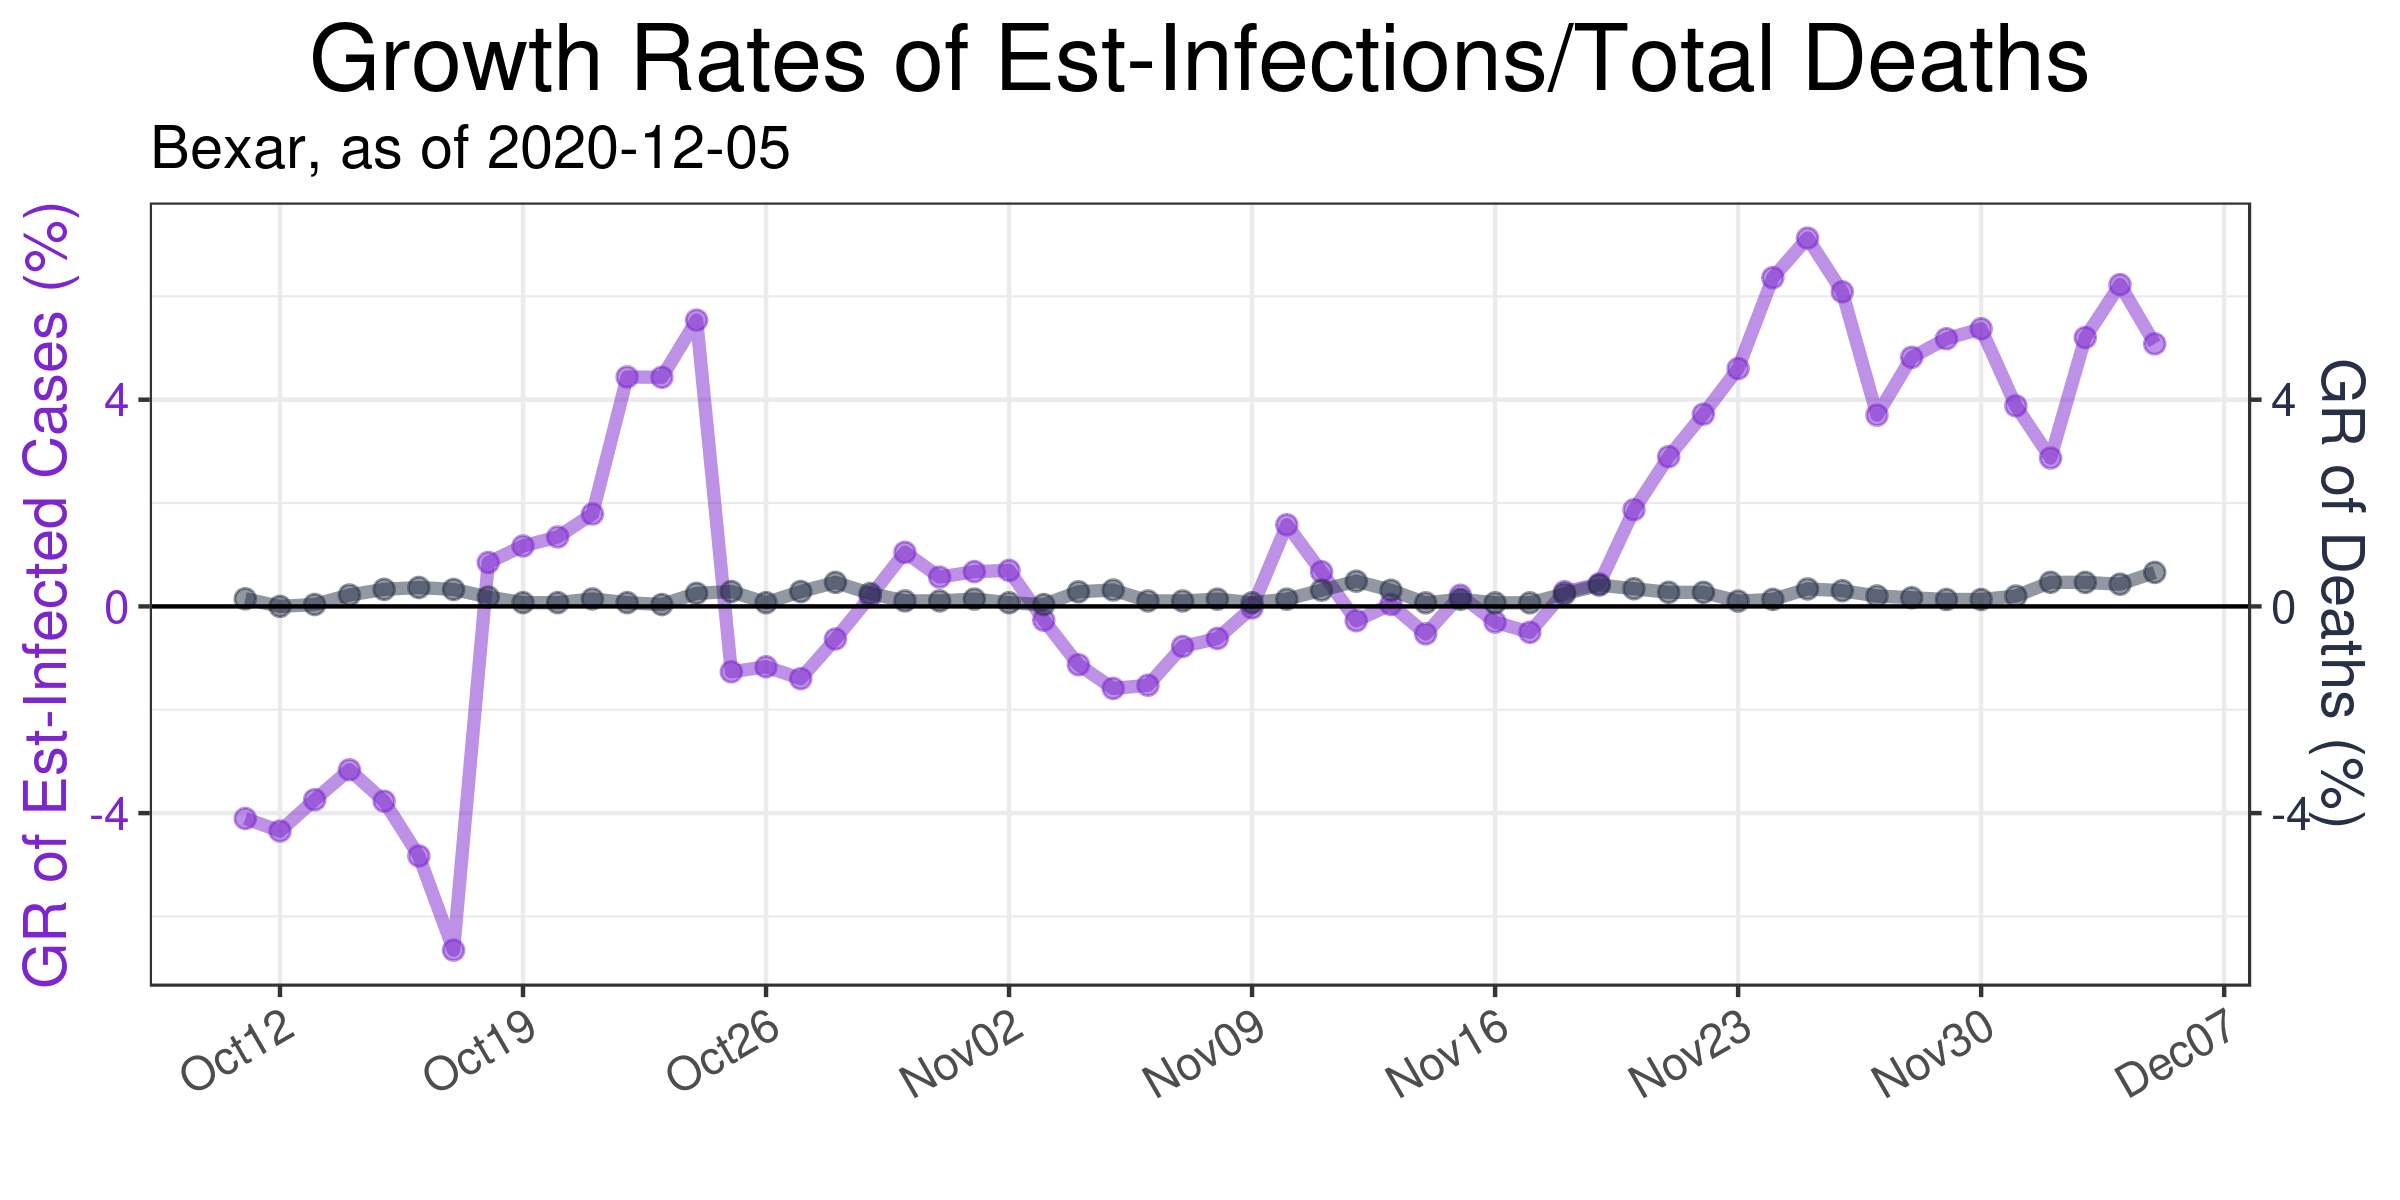 Growth Rates of Est-Infections/Total Deaths
Bexar, as of 2020-12-05
GR of Est-Infected Cases (%)
4
0
-4
4
0
-4
GR of Deaths (%)
Oct12
Oct19
Oct26
Nov02
Nov09
Nov16
Nov23
Nov30
Dec07